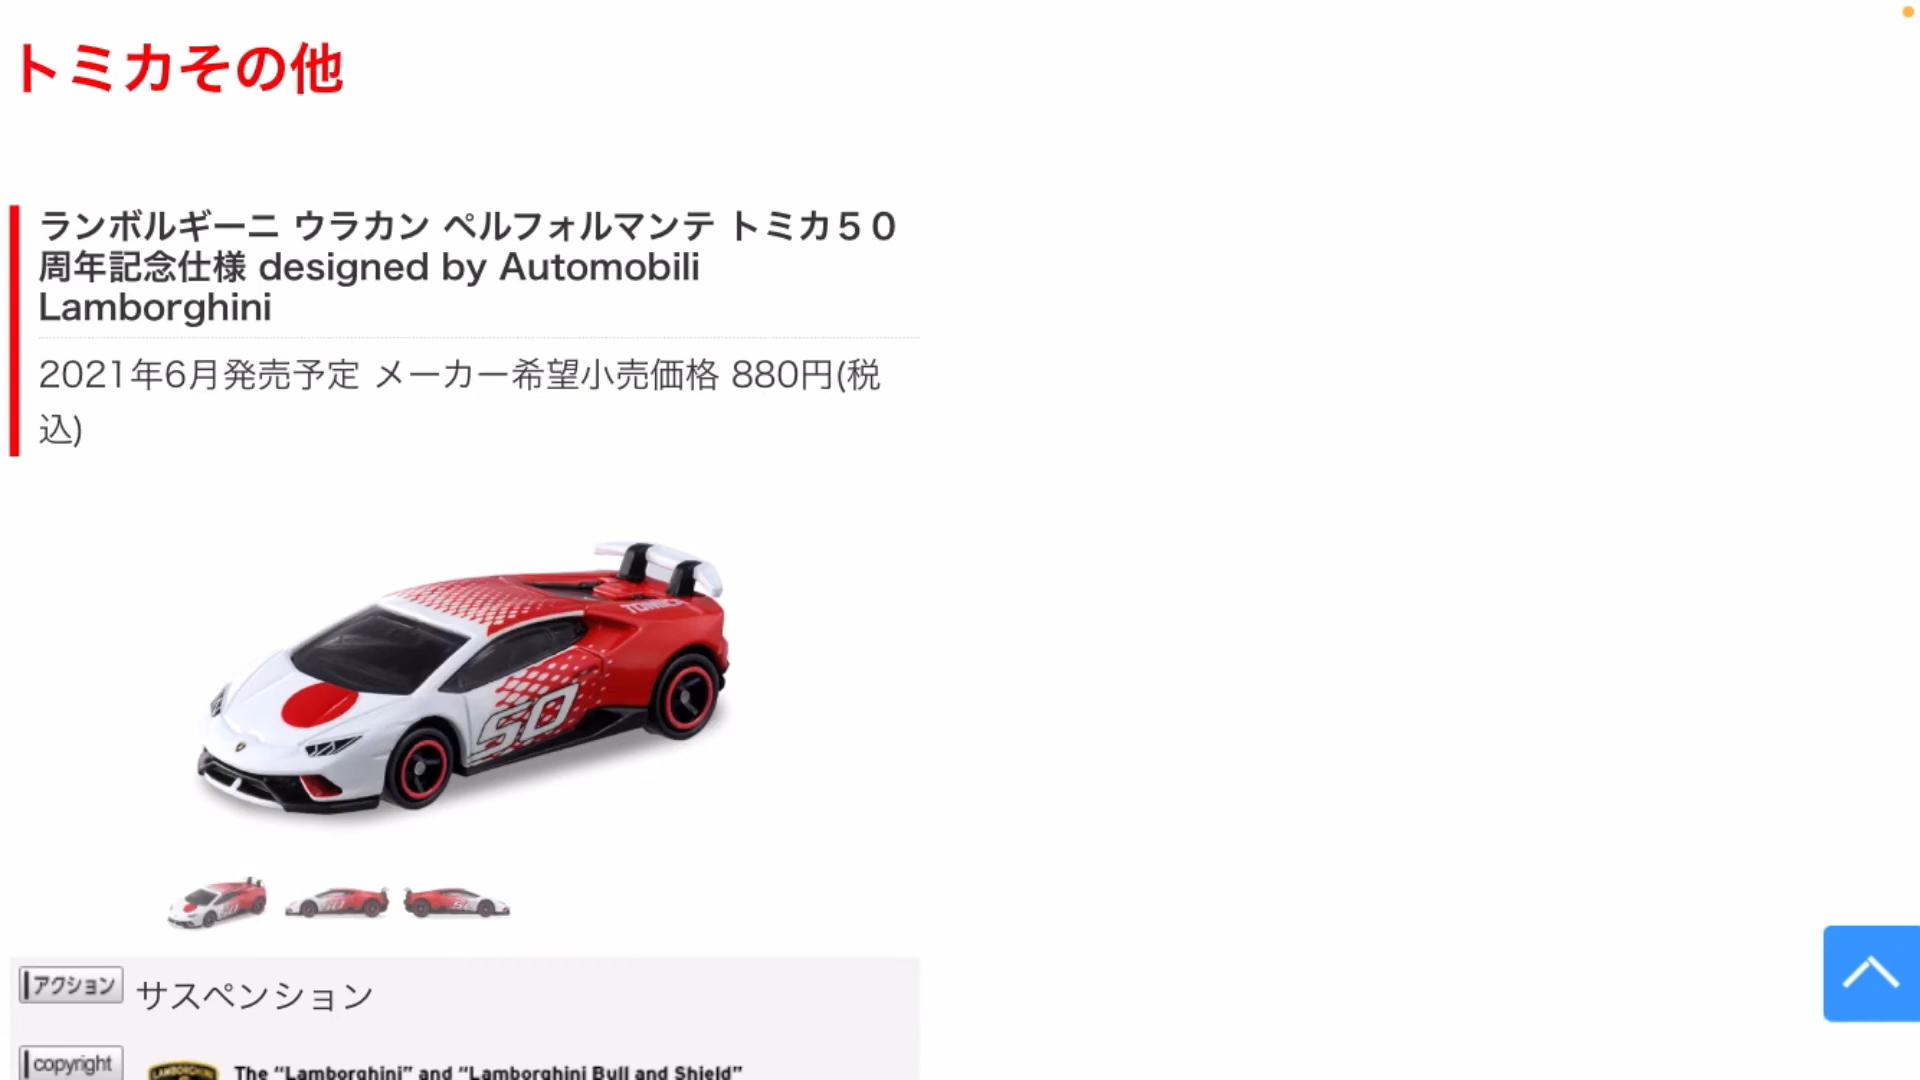 トミカその他
ランボルギーニ ウラカン ペルフォルマンテ トミカ５０
周年記念仕様 designed by Automobili
Lamborghini
2021年6月発売予定 メーカー希望小売価格 880円(税
込)
TOMICA
50
アクション サスペンション
copyright
LAMBORGHINI
The “Lamborghini” and “Lamborghini Bull and Shield”